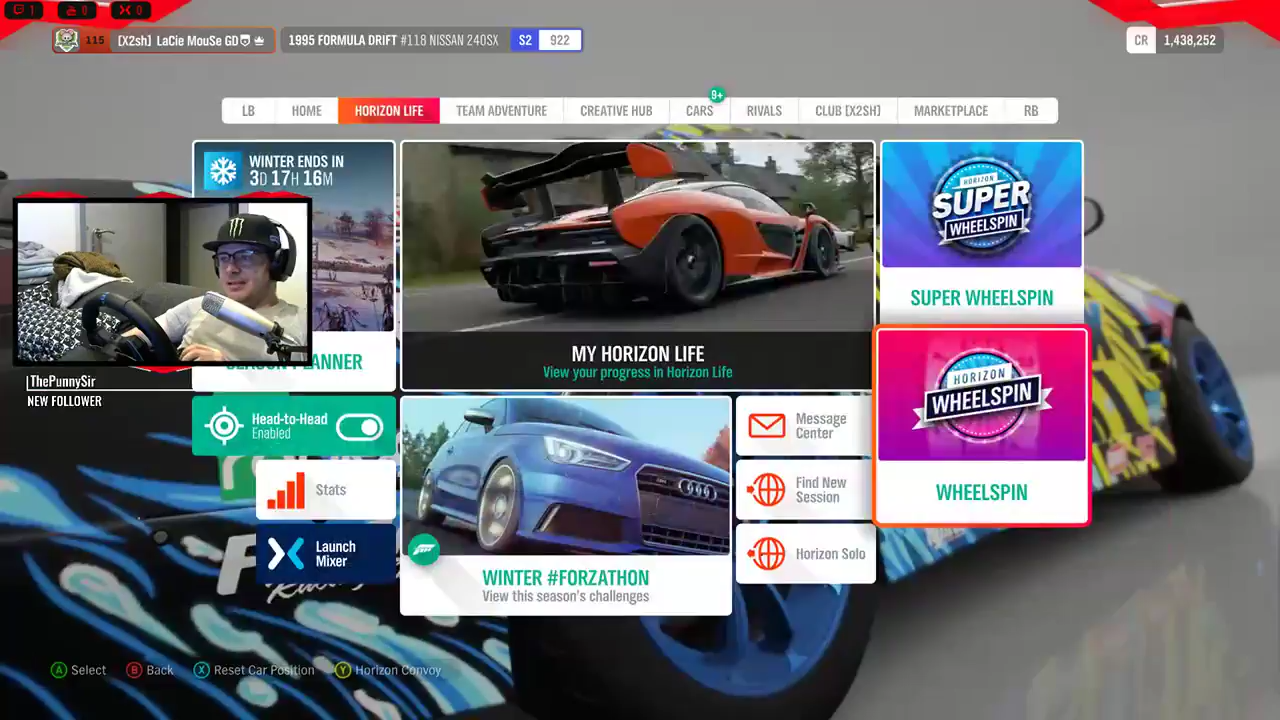 1 0 0
115 [X2sh] LaCie MouSe GD
1995 FORMULA DRIFT #118 NISSAN 240SX S2 922
CR 1,438,252
9+
LB HOME HORIZON LIFE TEAM ADVENTURE CREATIVE HUB CARS RIVALS CLUB [X2SH] MARKETPLACE RB
WINTER ENDS IN
3D 17H 16M
PLANNER
ThePunnySir
NEW FOLLOWER
Head-to-Head
Enabled
Stats
Launch
Mixer
MY HORIZON LIFE
View your progress in Horizon Life
WINTER #FORZATHON
View this season's challenges
Message
Center
Find New
Session
Horizon Solo
HORIZON
SUPER
WHEELSPIN
SUPER WHEELSPIN
HORIZON
WHEELSPIN
WHEELSPIN
A Select B Back X Reset Car Position Y Horizon Convoy